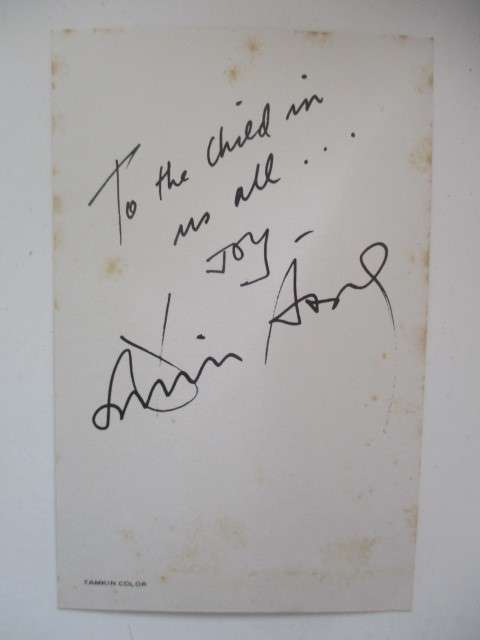 To the Child in
us all...
JOY-
TAMKIN COLOR